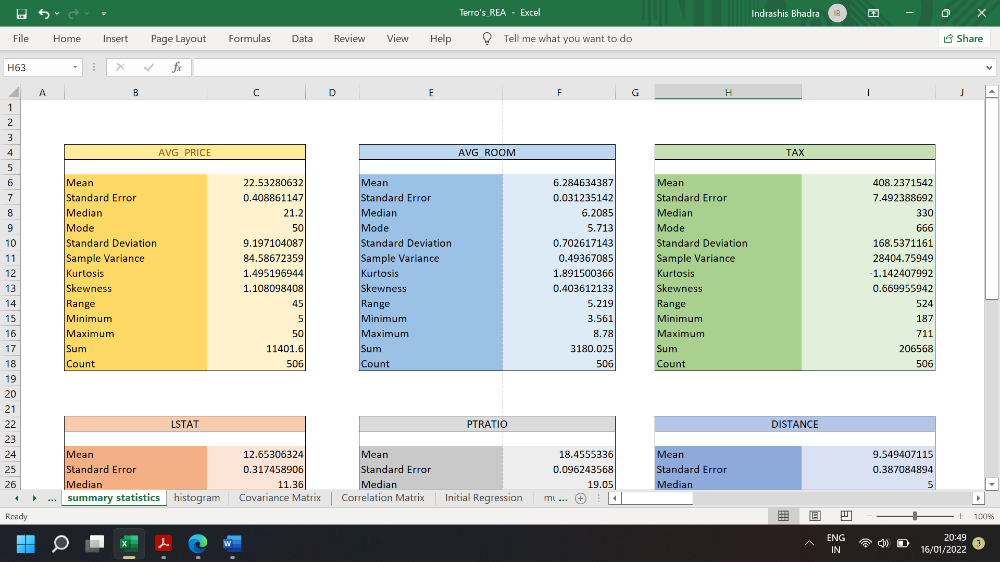 Terro's_REA - Excel
Indrashis Bhadra IB
File Home Insert Page Layout Formulas Data Review View Help Tell me what you want to do Share
H63 fx
A B C D E F G H I J
1
2
3
4 AVG_PRICE AVG_ROOM TAX
5
6 Mean 22.53280632 Mean 6.284634387 Mean 408.2371542
7 Standard Error 0.408861147 Standard Error 0.031235142 Standard Error 7.492388692
8 Median 21.2 Median 6.2085 Median 330
9 Mode 50 Mode 5.713 Mode 666
10 Standard Deviation 9.197104087 Standard Deviation 0.702617143 Standard Deviation 168.5371161
11 Sample Variance 84.58672359 Sample Variance 0.49367085 Sample Variance 28404.75949
12 Kurtosis 1.495196944 Kurtosis 1.891500366 Kurtosis -1.142407992
13 Skewness 1.108098408 Skewness 0.403612133 Skewness 0.669955942
14 Range 45 Range 5.219 Range 524
15 Minimum 5 Minimum 3.561 Minimum 187
16 Maximum 50 Maximum 8.78 Maximum 711
17 Sum 11401.6 Sum 3180.025 Sum 206568
18 Count 506 Count 506 Count 506
19
20
21
22 LSTAT PTRATIO DISTANCE
23
24 Mean 12.65306324 Mean 18.4555336 Mean 9.549407115
25 Standard Error 0.317458906 Standard Error 0.096243568 Standard Error 0.387084894
26 Median 11.36 Median 19.05 Median 5
... summary statistics histogram Covariance Matrix Correlation Matrix Initial Regression mu ...
Ready 100%
ENG 20:49
IN 16/01/2022 3